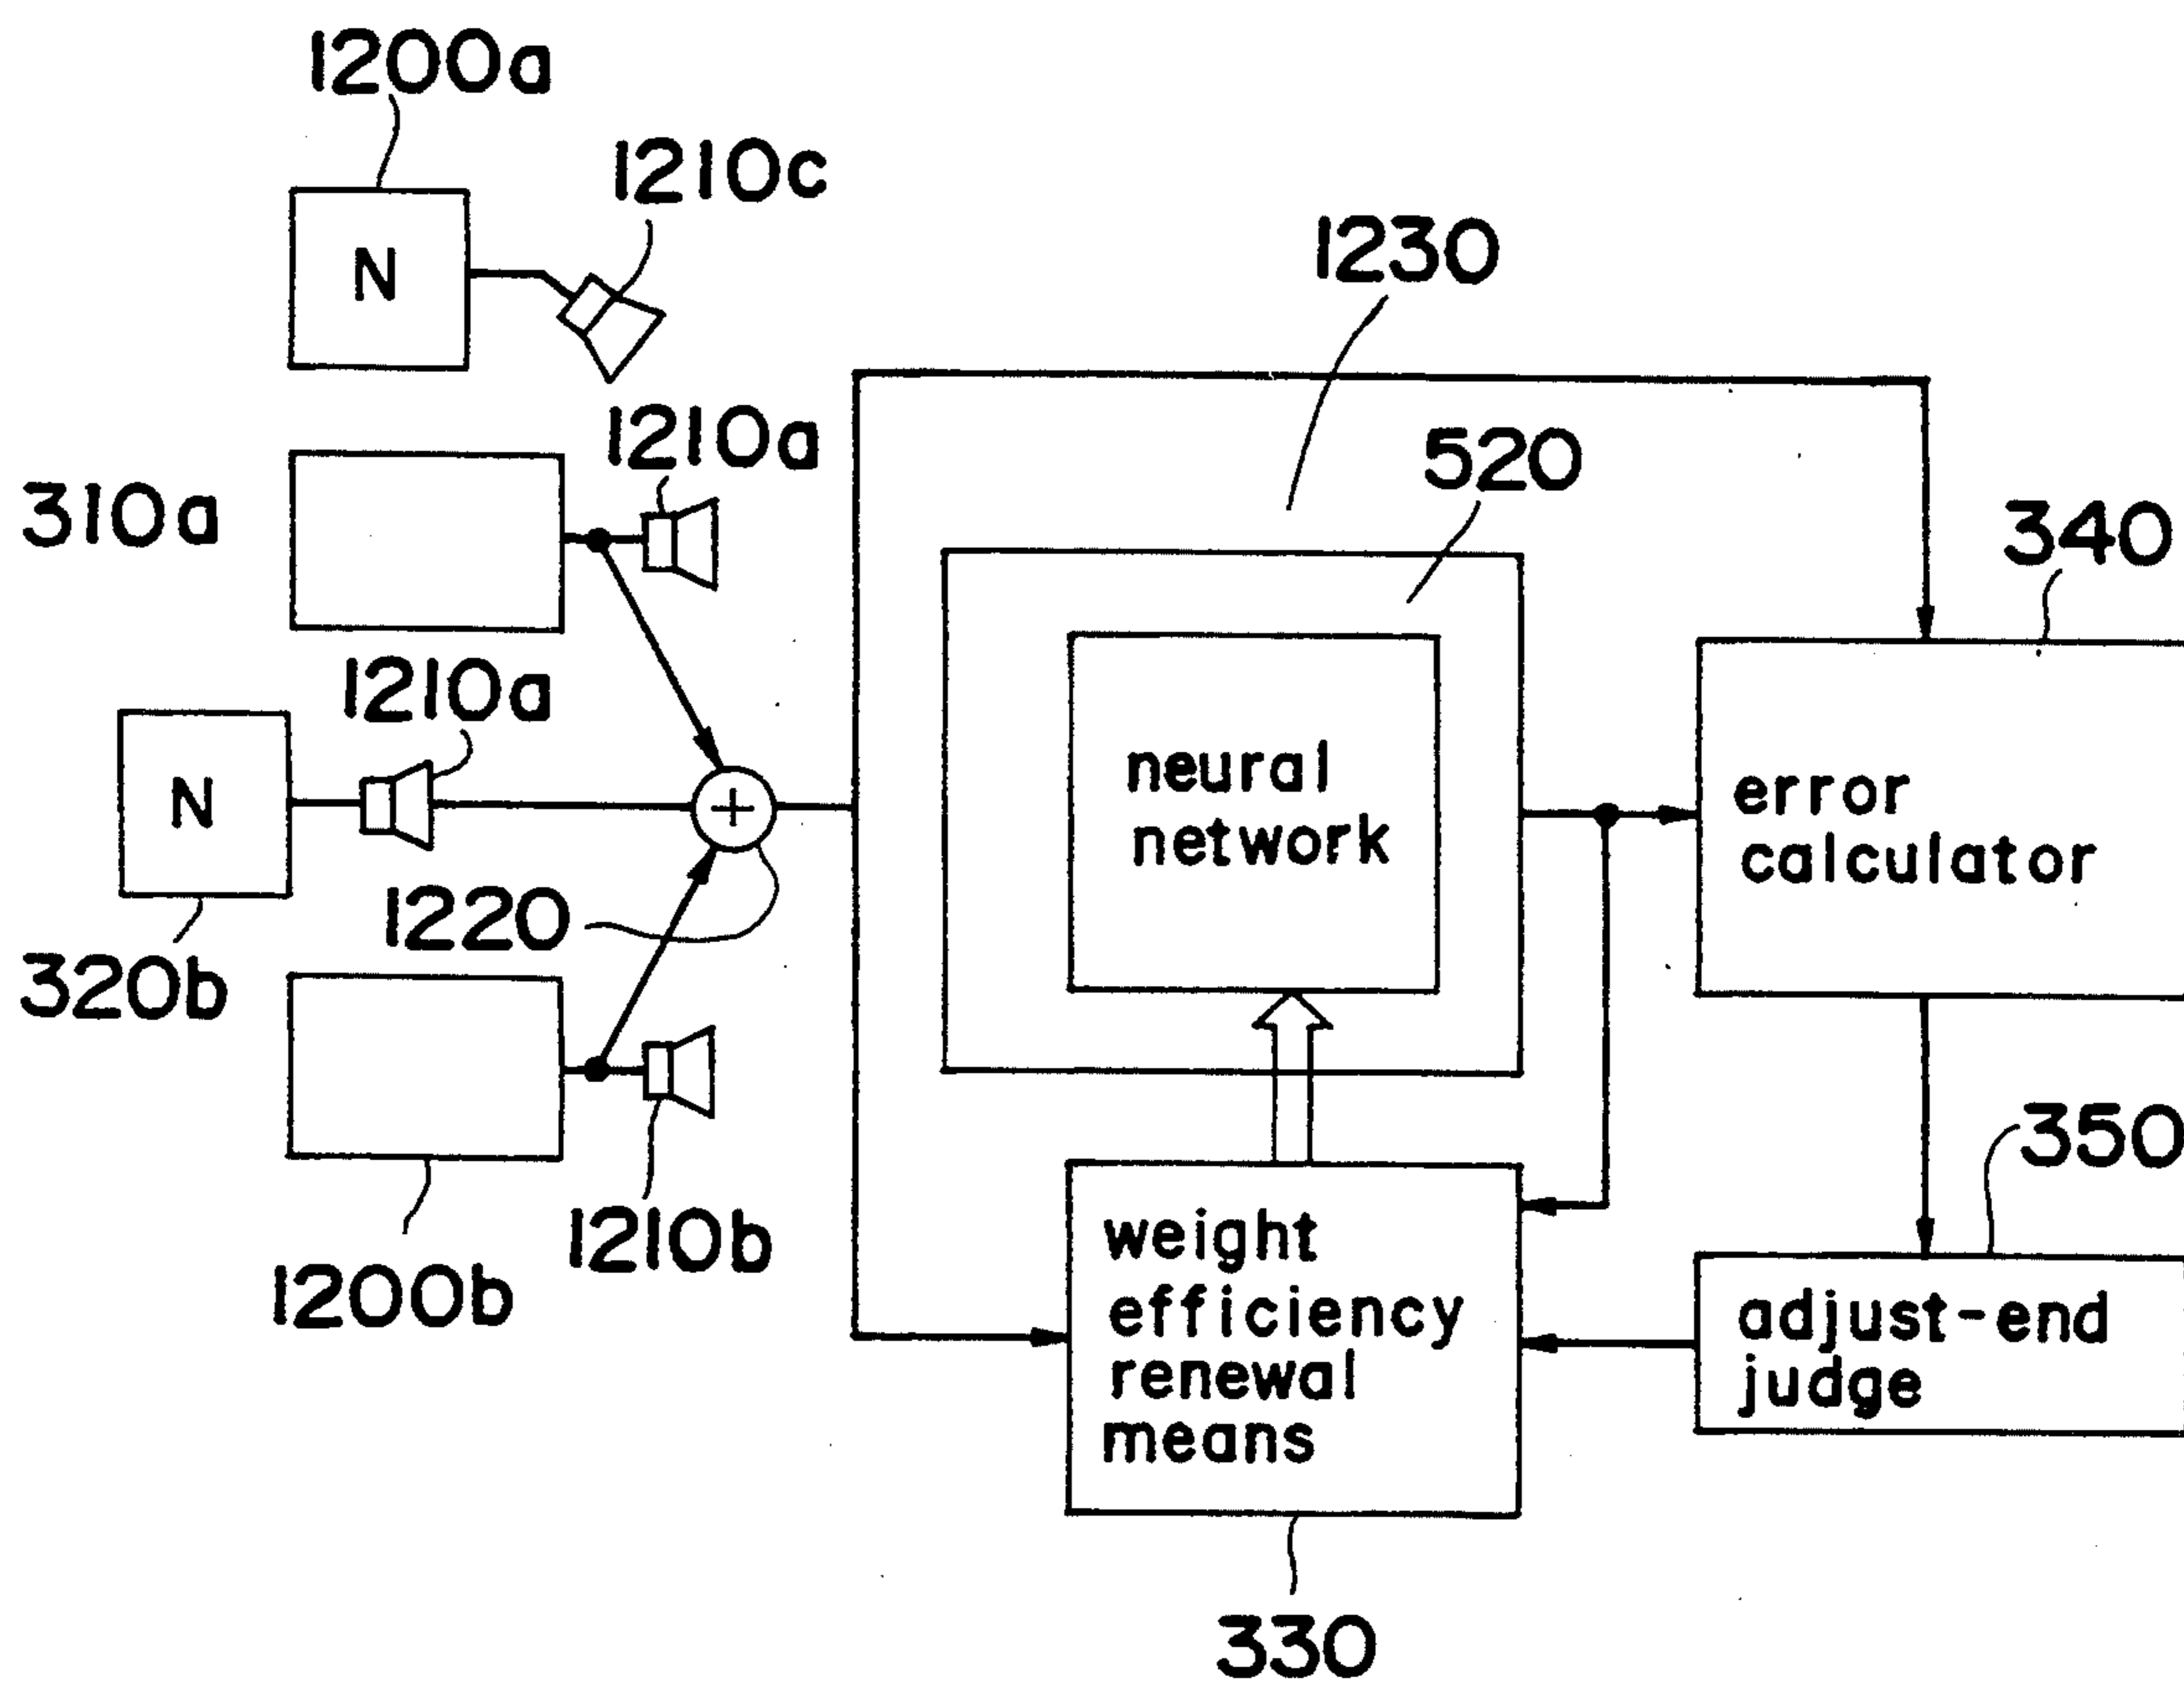 1200a
1210c
N
1230
1210a
520
310a
340
1210a
N
neural
network
error
calculator
1220
320b
350
1210b
1200b
weight
efficiency
renewal
means
adjust-end
judge
330